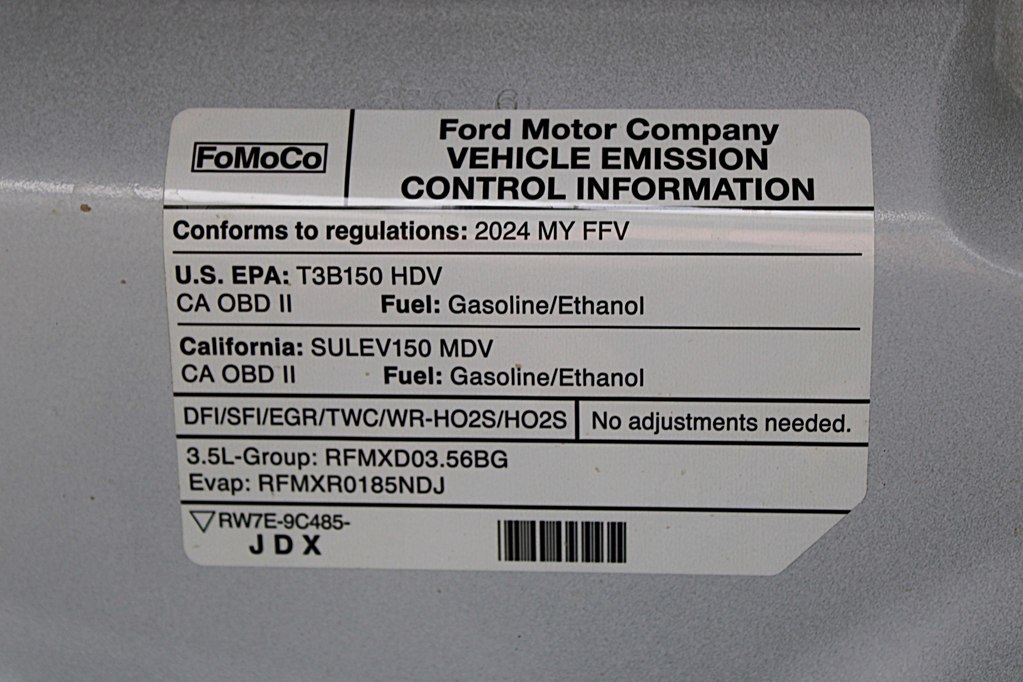 6
FoMoCo
Ford Motor Company
VEHICLE EMISSION
CONTROL INFORMATION
Conforms to regulations: 2024 MY FFV
U.S. EPA: T3B150 HDV
CA OBD II Fuel: Gasoline/Ethanol
California: SULEV150 MDV
CA OBD II Fuel: Gasoline/Ethanol
DFI/SFI/EGR/TWC/WR-HO2S/HO2S No adjustments needed.
3.5L-Group: RFMXD03.56BG
Evap: RFMXR0185NDJ
RW7E-9C485-
JDX